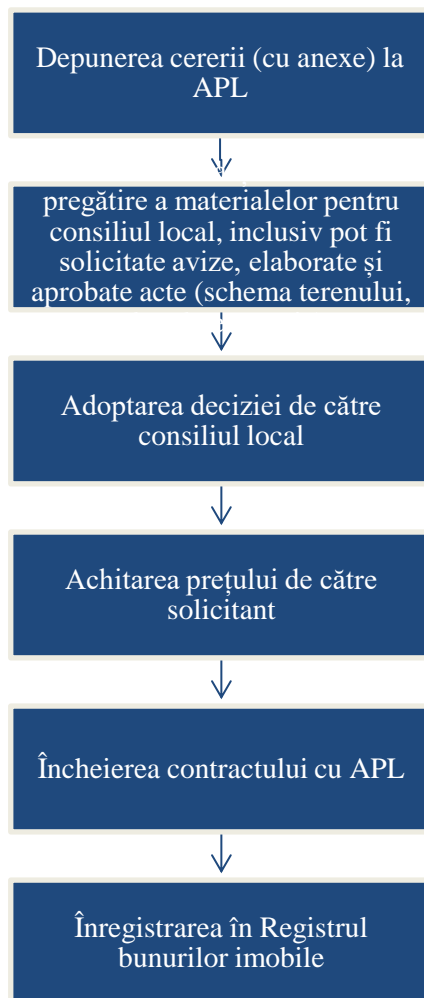 Depunerea cererii (cu anexe) la
APL
pregătire a materialelor pentru
consiliul local, inclusiv pot fi
solicitate avize, elaborate și
aprobate acte (schema terenului,
Adoptarea deciziei de către
consiliul local
Achitarea prețului de către
solicitant
Încheierea contractului cu APL
Înregistrarea în Registrul
bunurilor imobile